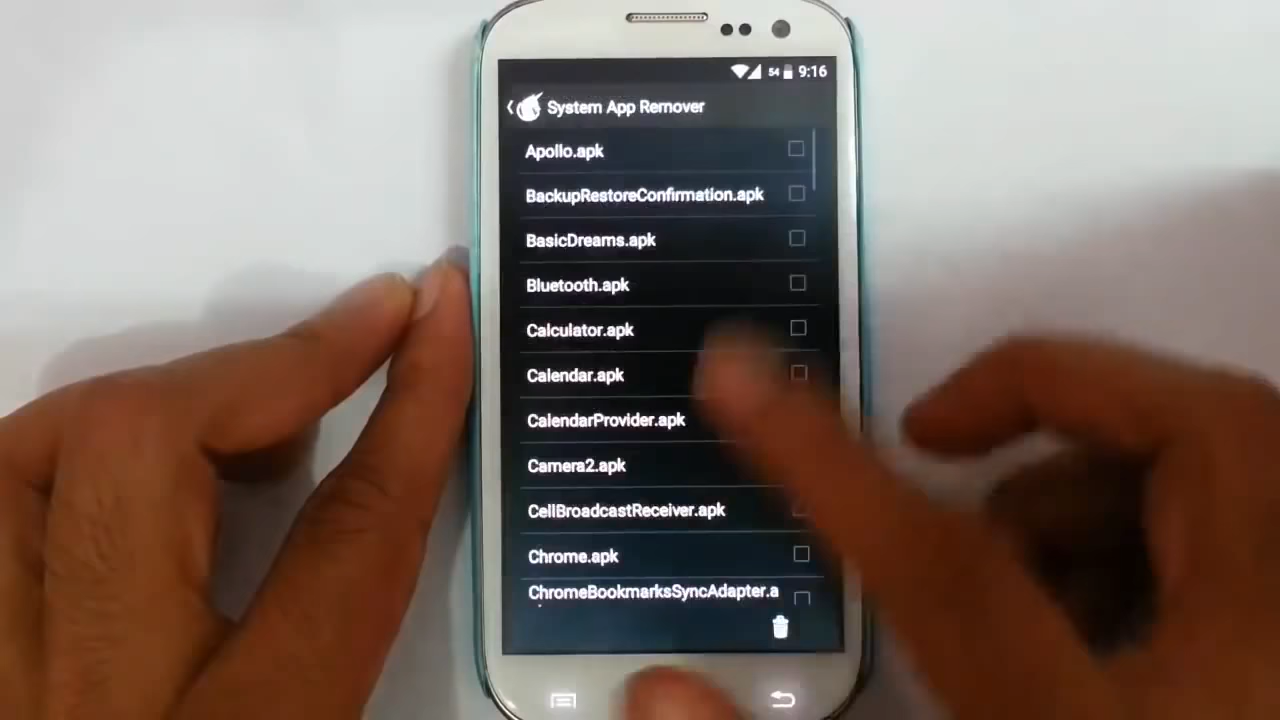 54 9:16
System App Remover
Apollo.apk
BackupRestoreConfirmation.apk
BasicDreams.apk
Bluetooth.apk
Calculator.apk
Calendar.apk
CalendarProvider.apk
Camera2.apk
CellBroadcastReceiver.apk
Chrome.apk
ChromeBookmarksSyncAdapter.a